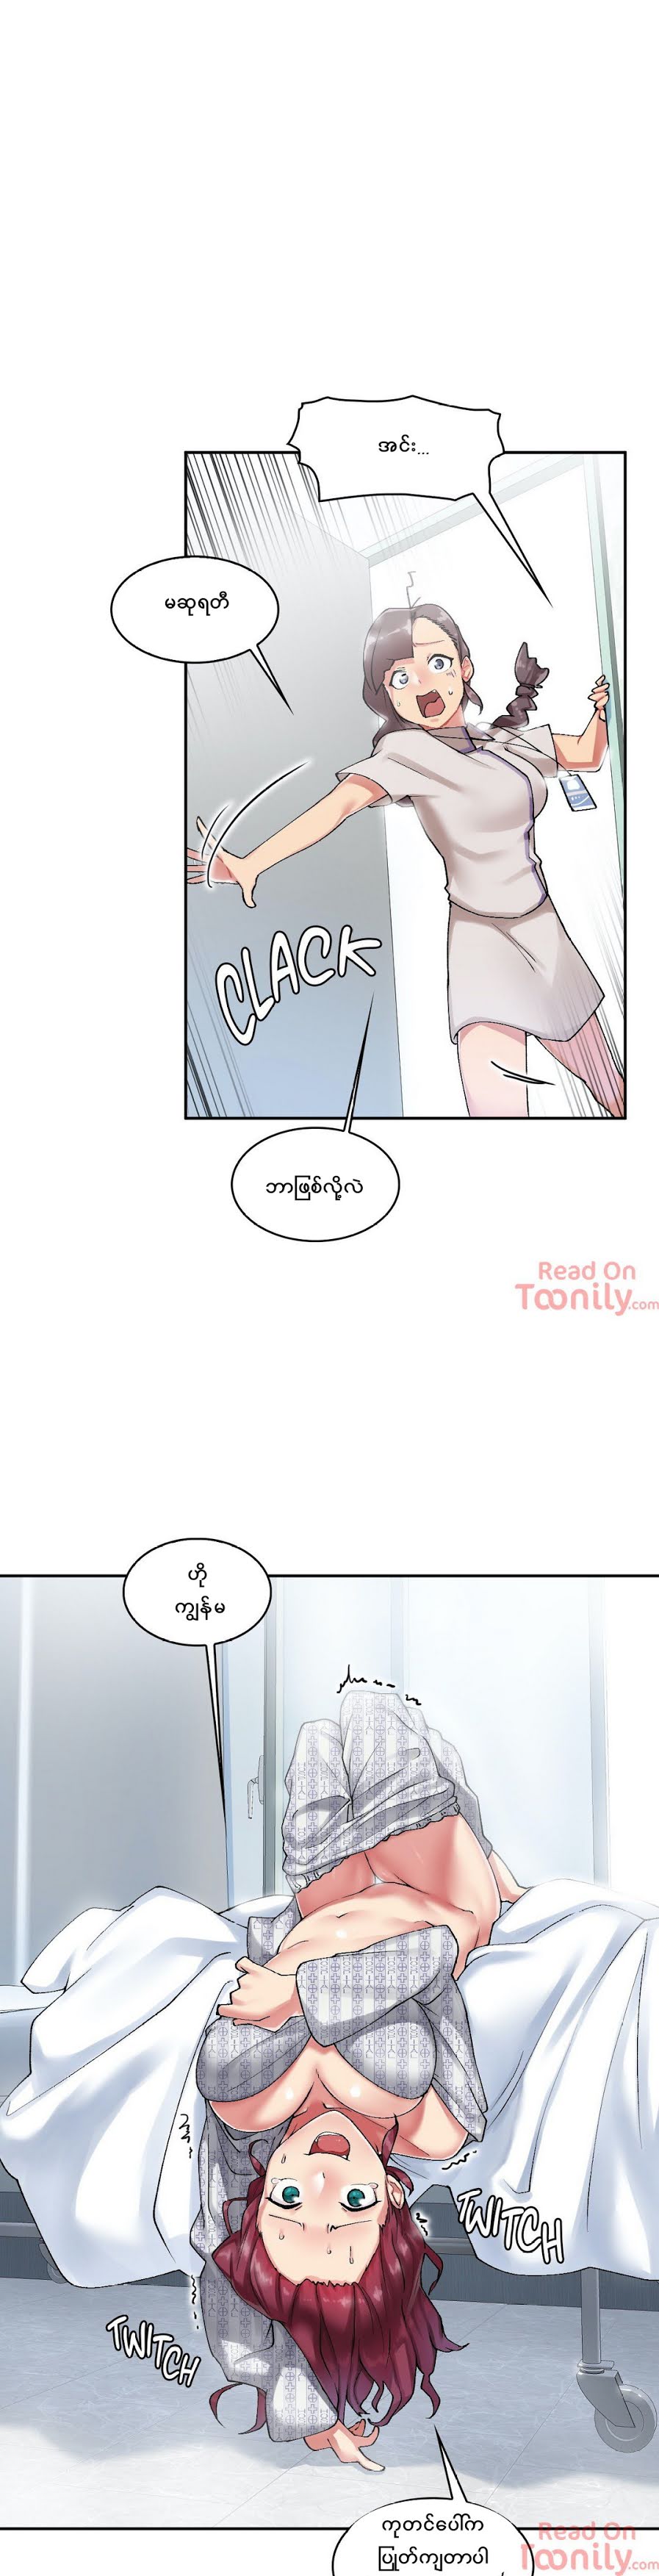 အင်း...
မဆုရတီ
CLACK
ဘာဖြစ်လို့လဲ
Read On
Toonily.com
ဟို
ကျွန်မ
TWITCH
TWITCH
ကုတင်ပေါ်က
ပြုတ်ကျတာပါ
Read On
Toonily.com